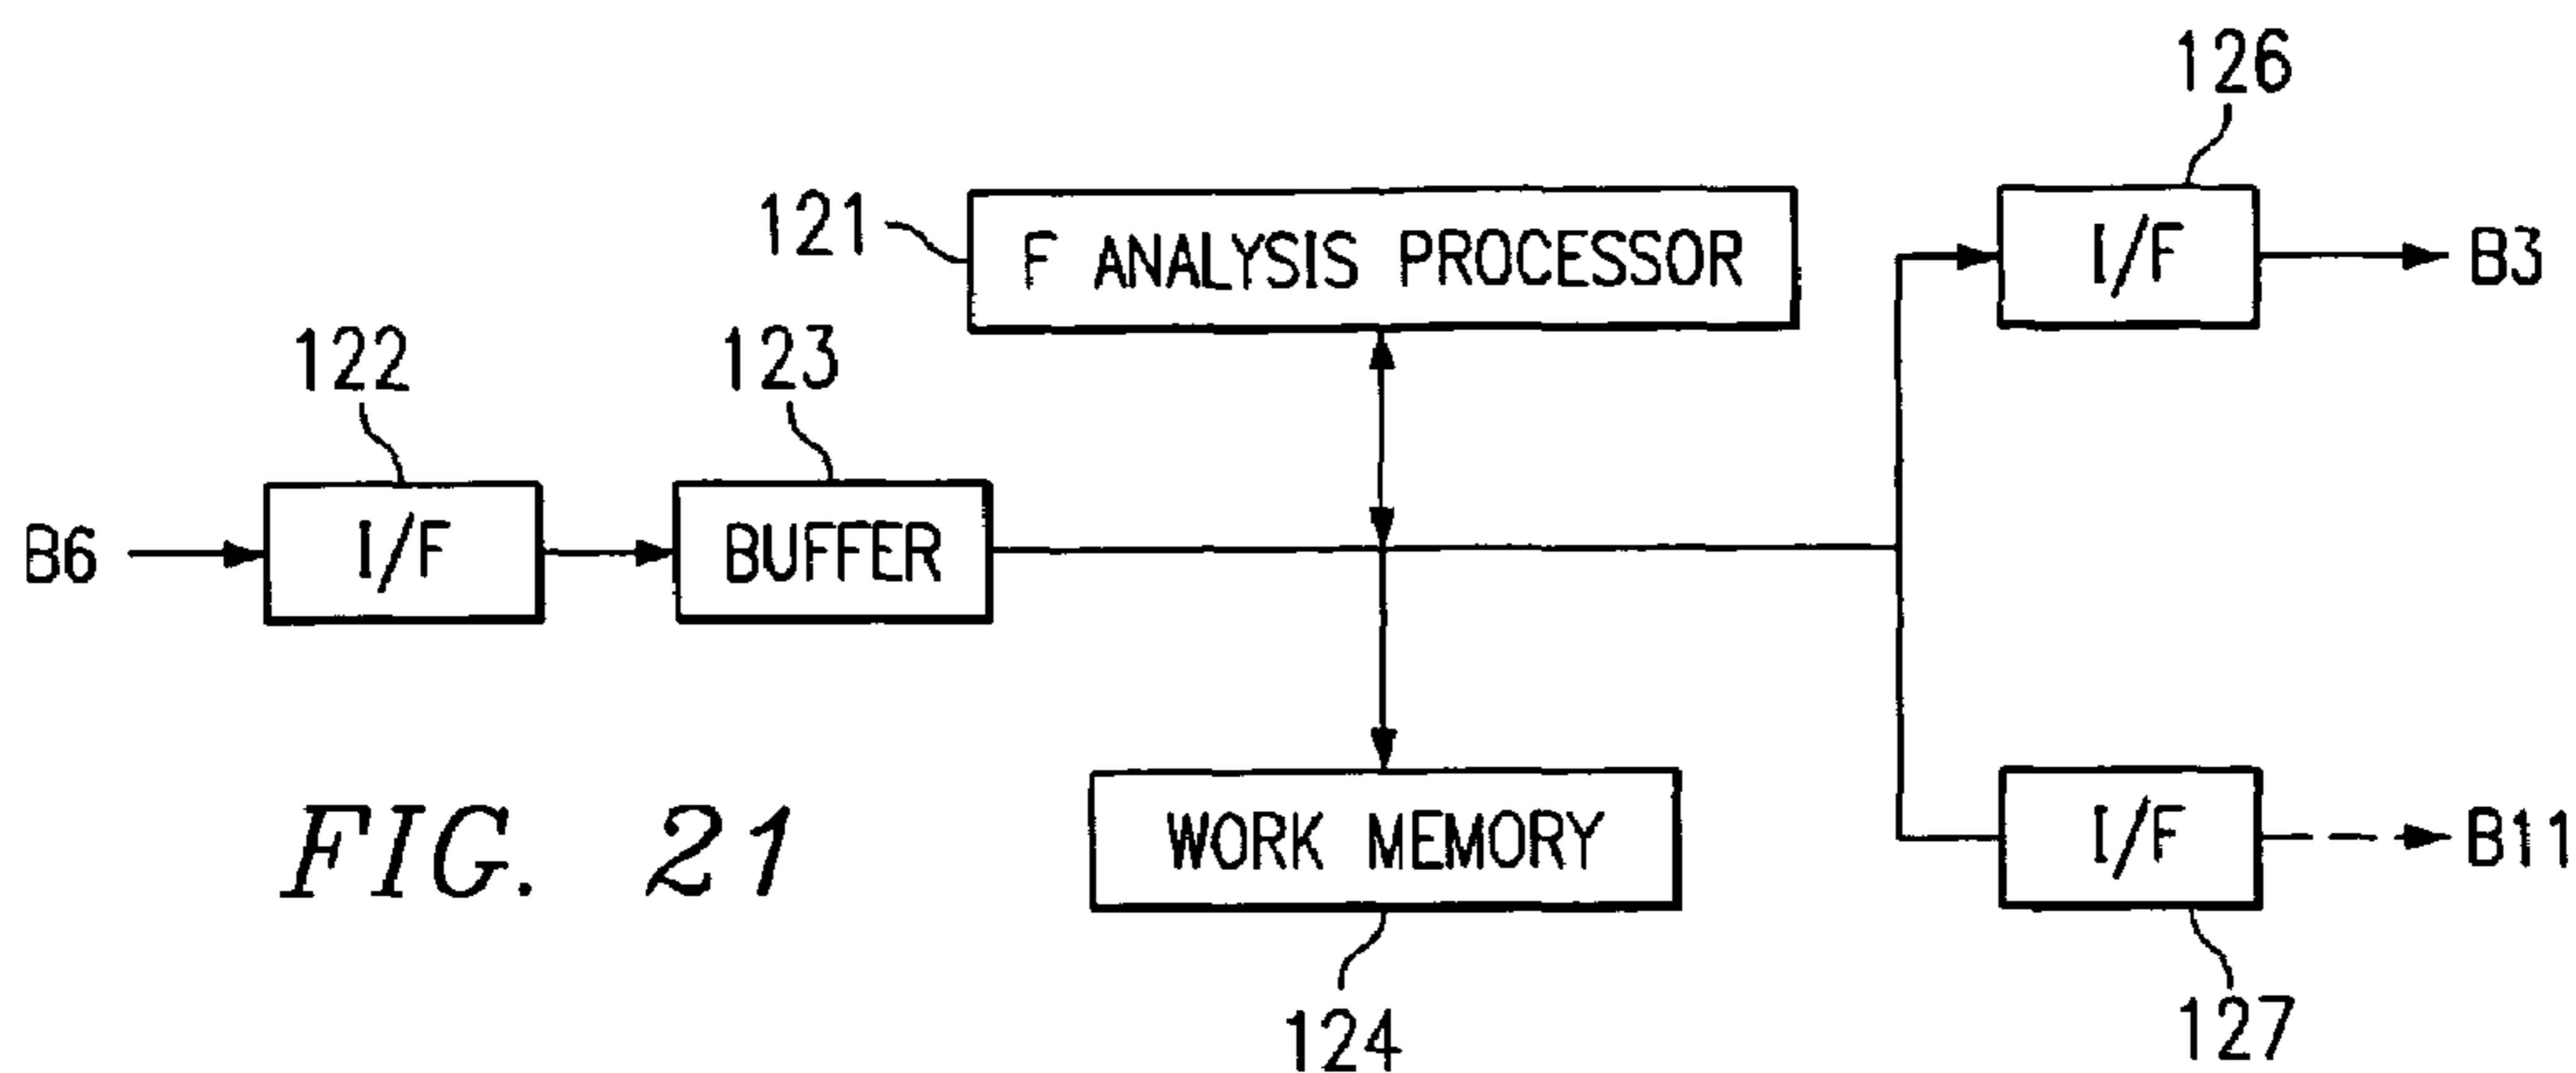 126
121
F ANALYSIS PROCESSOR
I/F
B3
122
123
B6
I/F
BUFFER
WORK MEMORY
I/F
B11
FIG. 21
124
127